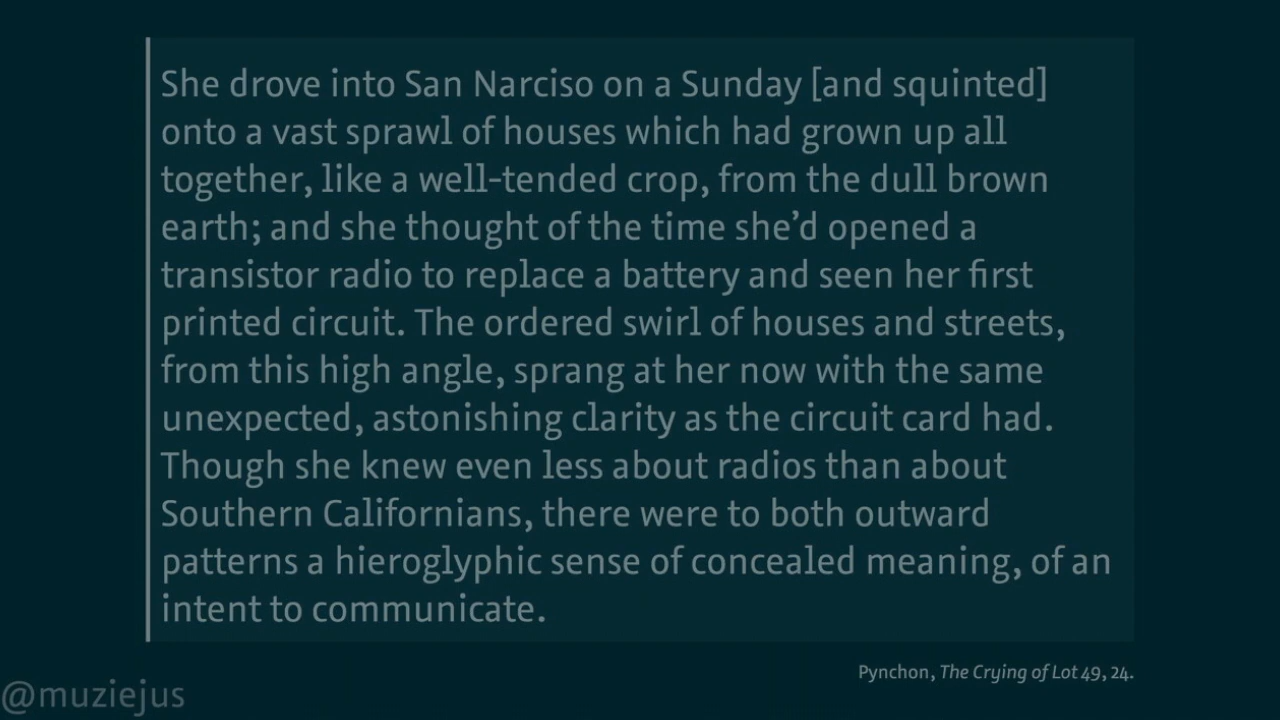 She drove into San Narciso on a Sunday [and squinted]
onto a vast sprawl of houses which had grown up all
together, like a well-tended crop, from the dull brown
earth; and she thought of the time she’d opened a
transistor radio to replace a battery and seen her first
printed circuit. The ordered swirl of houses and streets,
from this high angle, sprang at her now with the same
unexpected, astonishing clarity as the circuit card had.
Though she knew even less about radios than about
Southern Californians, there were to both outward
patterns a hieroglyphic sense of concealed meaning, of an
intent to communicate.
Pynchon, The Crying of Lot 49, 24.
@muziejus